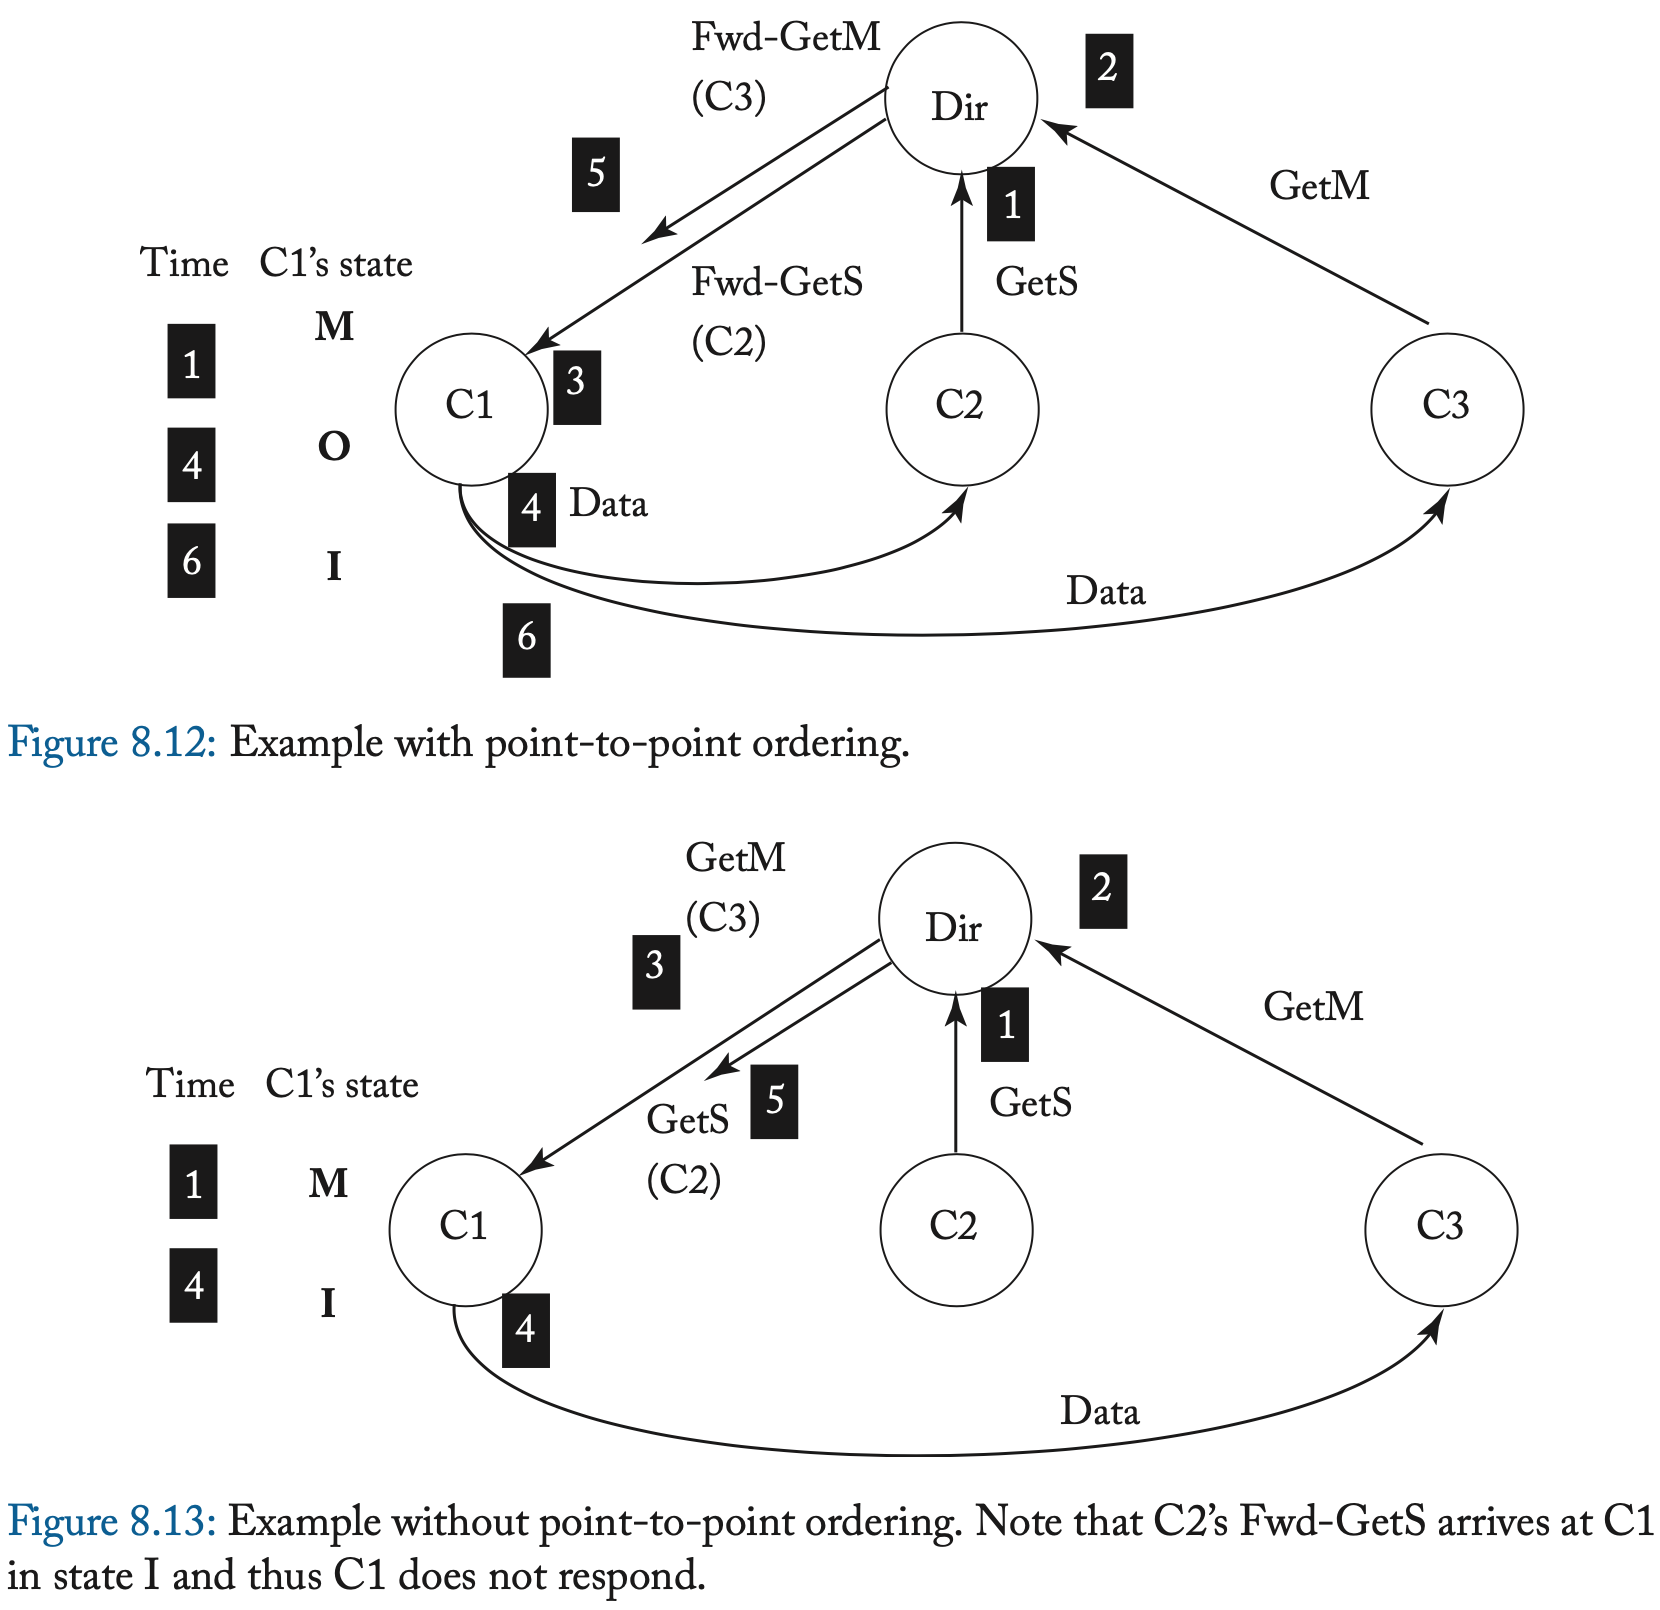 Fwd-GetM
(C3)
Dir
2
5
1
GetM
Time C1's state
Fwd-GetS
(C2)
GetS
M
1
C1
3
C2
C3
O
4
4
Data
6
I
Data
6
Figure 8.12: Example with point-to-point ordering.
GetM
(C3)
Dir
2
3
1
GetM
Time C1's state
5
GetS
(C2)
GetS
1
M
C1
C2
C3
4
I
4
Data
Figure 8.13: Example without point-to-point ordering. Note that C2's Fwd-GetS arrives at C1
in state I and thus C1 does not respond.